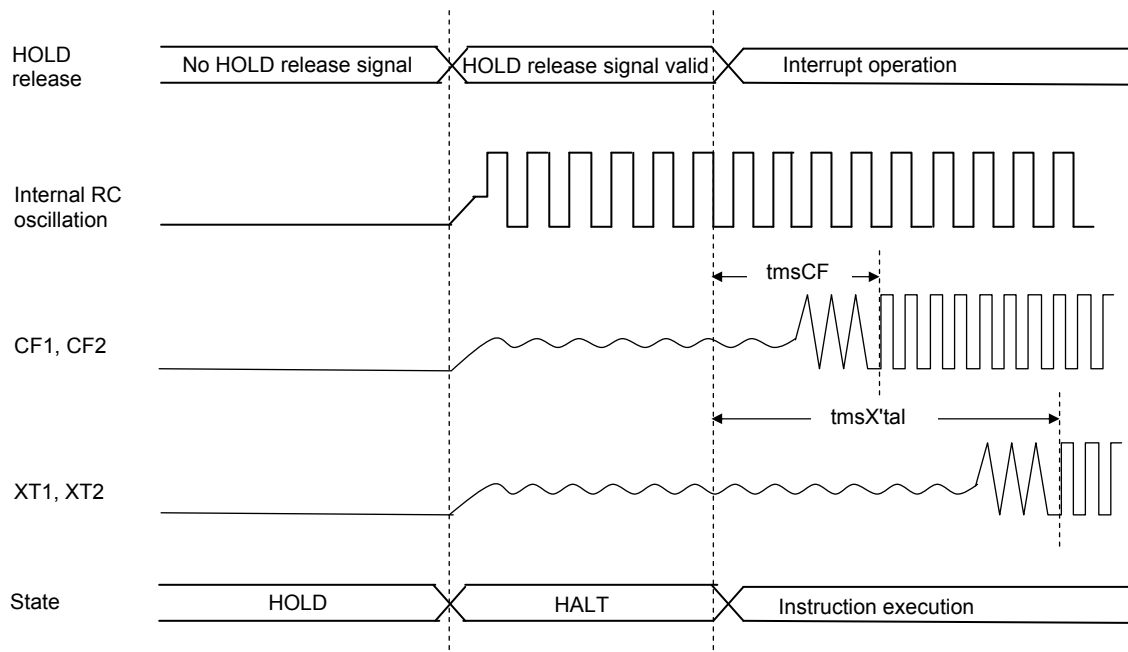 HOLD
release
No HOLD release signal
HOLD release signal valid
Interrupt operation
Internal RC
oscillation
tmsCF
CF1, CF2
tmsX'tal
XT1, XT2
State
HOLD
HALT
Instruction execution